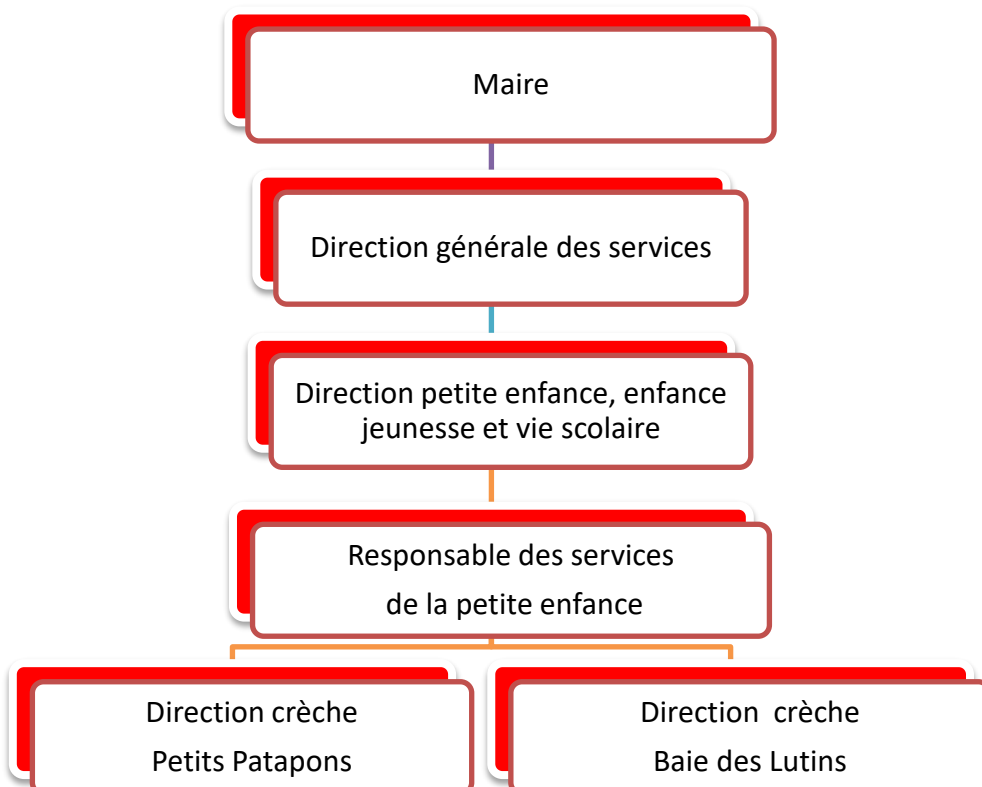 Maire
Direction générale des services
Direction petite enfance, enfance
jeunesse et vie scolaire
Responsable des services
de la petite enfance
Direction crèche
Petits Patapons
Direction crèche
Baie des Lutins